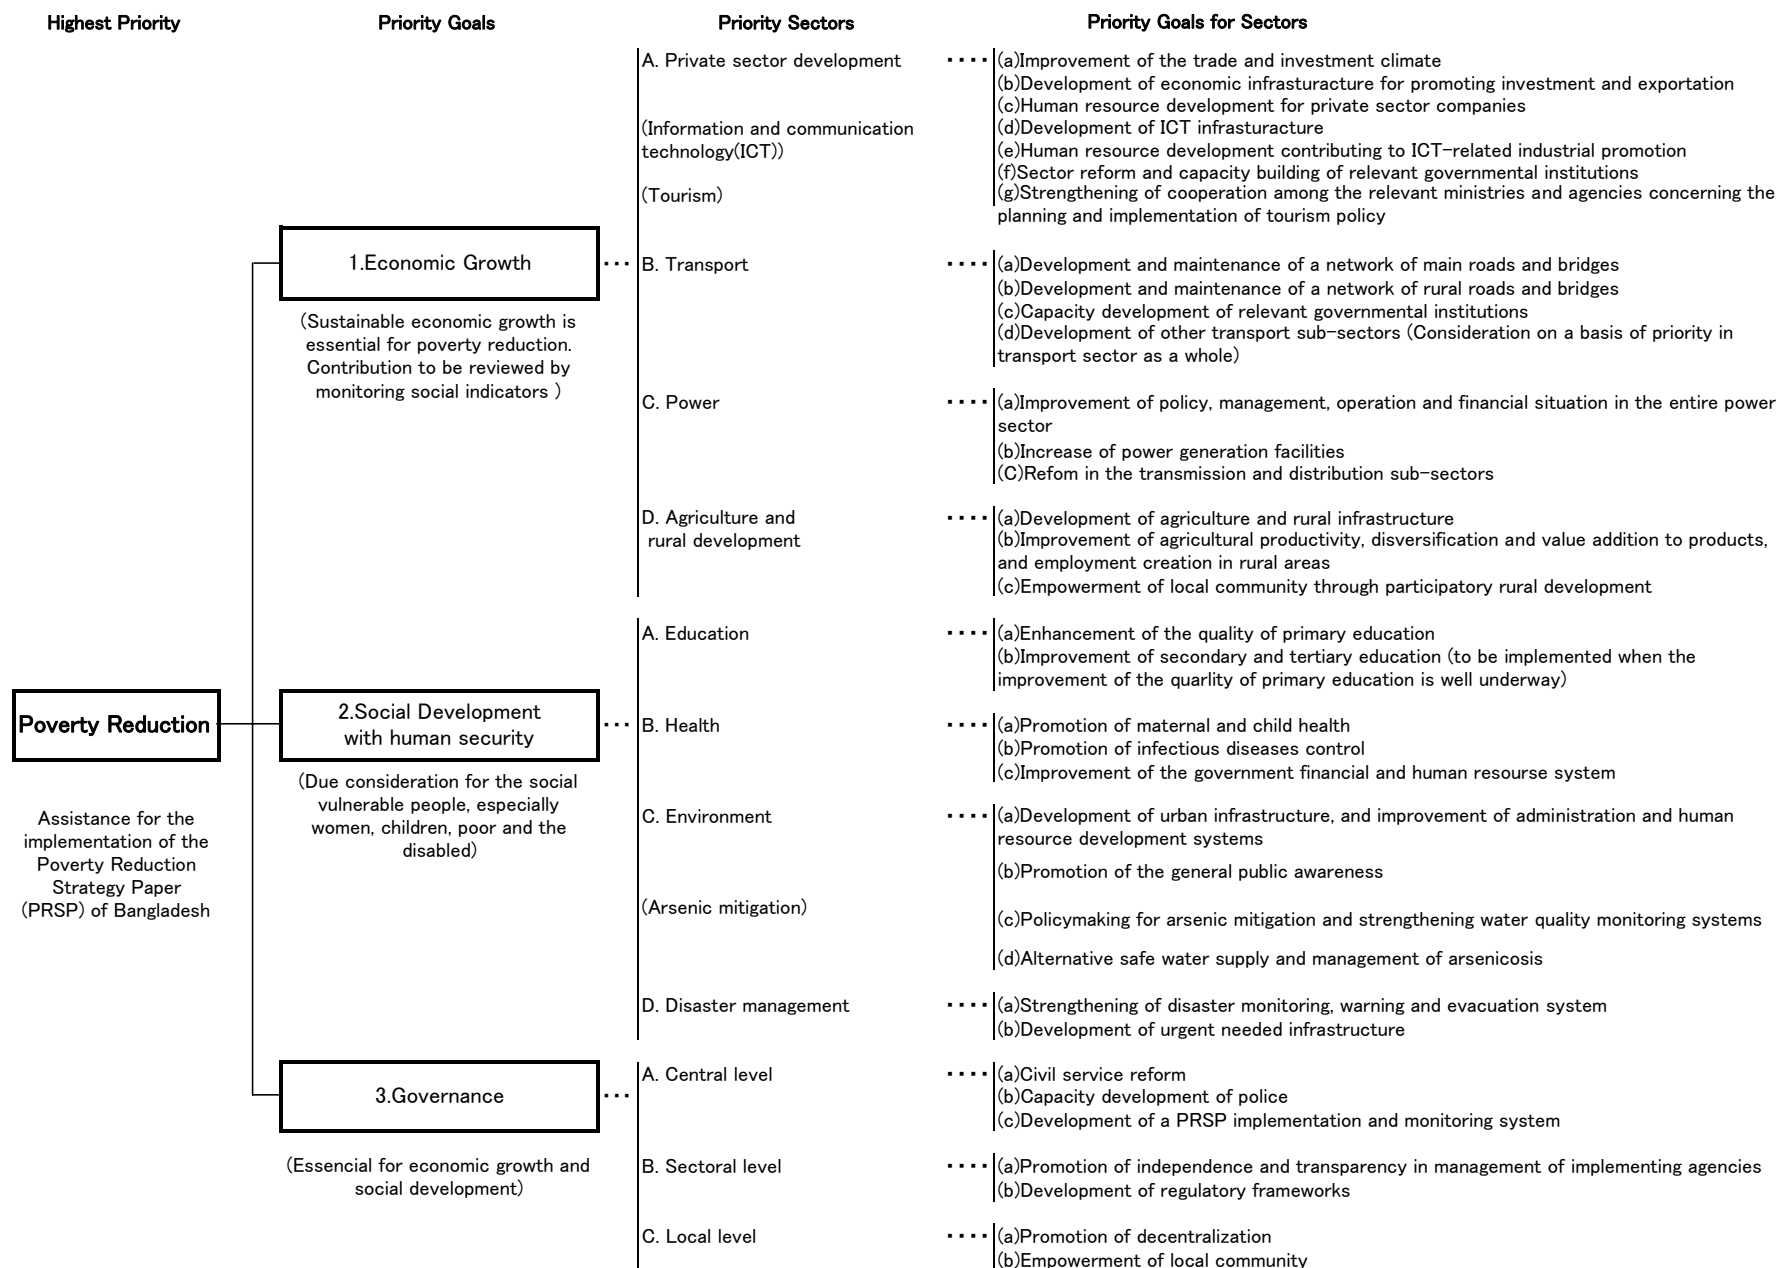 Highest Priority
Priority Goals
Priority Sectors
Priority Goals for Sectors
Poverty Reduction
Assistance for the
implementation of the
Poverty Reduction
Strategy Paper
(PRSP) of Bangladesh
1.Economic Growth
(Sustainable economic growth is
essential for poverty reduction.
Contribution to be reviewed by
monitoring social indicators )
A. Private sector development
(Information and communication
technology(ICT))
(Tourism)
(a)Improvement of the trade and investment climate
(b)Development of economic infrasturacture for promoting investment and exportation
(c)Human resource development for private sector companies
(d)Development of ICT infrasturacture
(e)Human resource development contributing to ICT-related industrial promotion
(f)Sector reform and capacity building of relevant governmental institutions
(g)Strengthening of cooperation among the relevant ministries and agencies concerning the
planning and implementation of tourism policy
B. Transport
(a)Development and maintenance of a network of main roads and bridges
(b)Development and maintenance of a network of rural roads and bridges
(c)Capacity development of relevant governmental institutions
(d)Development of other transport sub-sectors (Consideration on a basis of priority in
transport sector as a whole)
C. Power
(a)Improvement of policy, management, operation and financial situation in the entire power
sector
(b)Increase of power generation facilities
(C)Refom in the transmission and distribution sub-sectors
D. Agriculture and
rural development
(a)Development of agriculture and rural infrastructure
(b)Improvement of agricultural productivity, disversification and value addition to products,
and employment creation in rural areas
(c)Empowerment of local community through participatory rural development
2.Social Development
with human security
(Due consideration for the social
vulnerable people, especially
women, children, poor and the
disabled)
A. Education
(a)Enhancement of the quality of primary education
(b)Improvement of secondary and tertiary education (to be implemented when the
improvement of the quarlity of primary education is well underway)
B. Health
(a)Promotion of maternal and child health
(b)Promotion of infectious diseases control
(c)Improvement of the government financial and human resourse system
C. Environment
(Arsenic mitigation)
(a)Development of urban infrastructure, and improvement of administration and human
resource development systems
(b)Promotion of the general public awareness
(c)Policymaking for arsenic mitigation and strengthening water quality monitoring systems
(d)Alternative safe water supply and management of arsenicosis
D. Disaster management
(a)Strengthening of disaster monitoring, warning and evacuation system
(b)Development of urgent needed infrastructure
3.Governance
(Essencial for economic growth and
social development)
A. Central level
(a)Civil service reform
(b)Capacity development of police
(c)Development of a PRSP implementation and monitoring system
B. Sectoral level
(a)Promotion of independence and transparency in management of implementing agencies
(b)Development of regulatory frameworks
C. Local level
(a)Promotion of decentralization
(b)Empowerment of local community